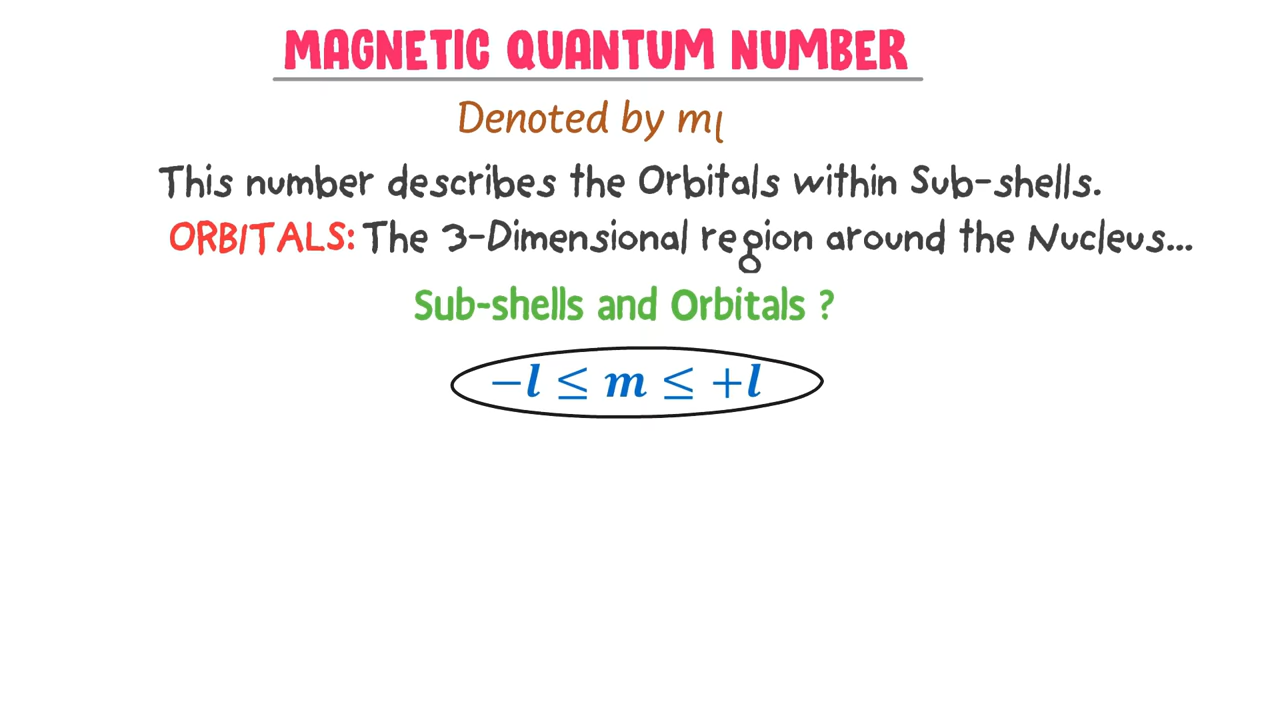 MAGNETIC QUANTUM NUMBER
Denoted by mɭ
This number describes the Orbitals within Sub-shells.
ORBITALS: The 3-Dimensional region around the Nucleus...
Sub-shells and Orbitals ?
−l ≤ m ≤ +l